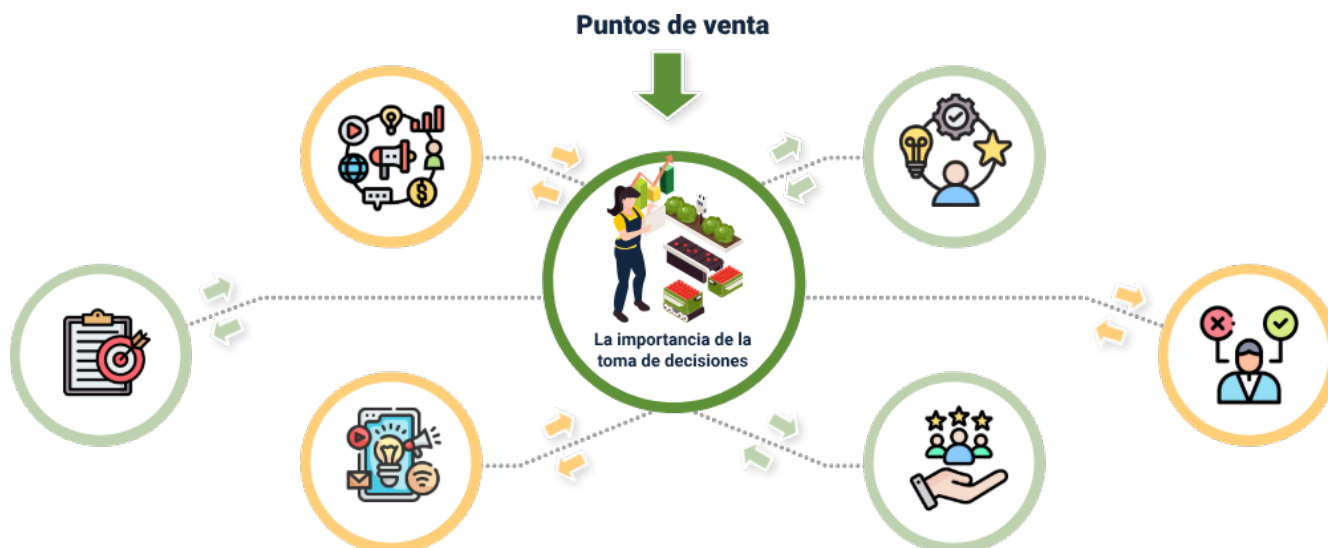 Puntos de venta
La importancia de la
toma de decisiones